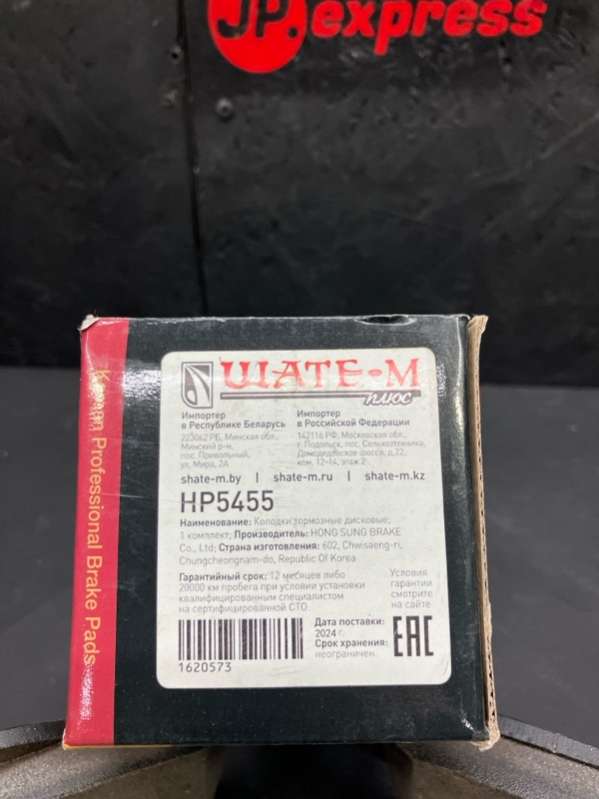 JP express
Korean Professional Brake Pads
ШАТЕ-М
плюс
Импортер
в Республике Беларусь
223062 РБ, Минская обл.,
Минский р-н,
пос. Привольный,
ул. Мира, 2А
Импортер
в Российской Федерации
142116 РФ, Московская обл.,
г. Подольск, пос. Сельхозтехника,
Домодедовское шоссе, д.22,
ком. 12-14, этаж 2
shate-m.by | shate-m.ru | shate-m.kz
HP5455
Наименование: Колодки тормозные дисковые;
1 комплект; Производитель: HONG SUNG BRAKE
Co., Ltd; Страна изготовления: 602, Chwisaeng-ri,
Chungcheongnam-do, Republic Of Korea
Гарантийный срок: 12 месяцев либо
20000 км пробега при условии установки
квалифицированным специалистом
на сертифицированной СТО.
Условия
гарантии
смотрите
на сайте
1620573
Дата поставки:
2024 г.
Срок хранения:
неограничен.
EAC